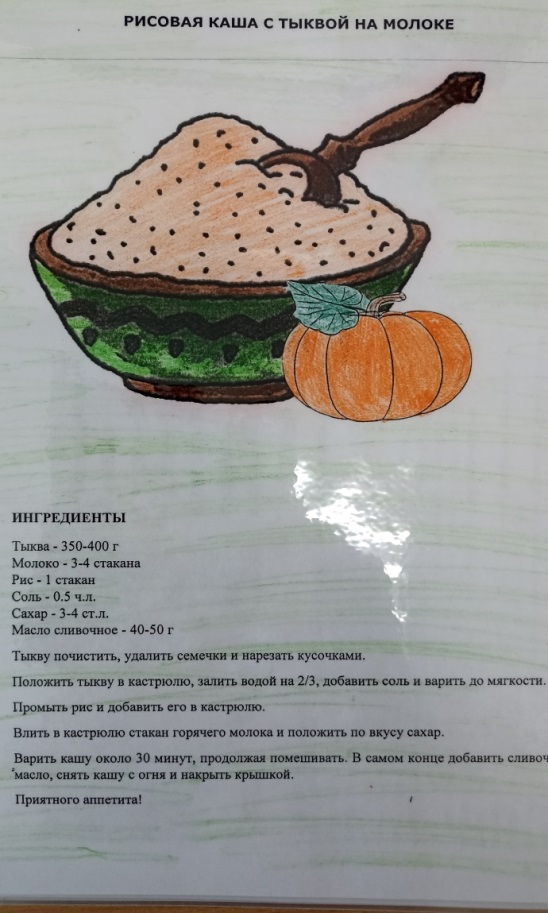 РИСОВАЯ КАША С ТЫКВОЙ НА МОЛОКЕ
ИНГРЕДИЕНТЫ
Тыква - 350-400 г
Молоко - 3-4 стакана
Рис - 1 стакан
Соль - 0.5 ч.л.
Сахар - 3-4 ст.л.
Масло сливочное - 40-50 г
Тыкву почистить, удалить семечки и нарезать кусочками.
Положить тыкву в кастрюлю, залить водой на 2/3, добавить соль и варить до мягкости.
Промыть рис и добавить его в кастрюлю.
Влить в кастрюлю стакан горячего молока и положить по вкусу сахар.
Варить кашу около 30 минут, продолжая помешивать. В самом конце добавить
масло, снять кашу с огня и накрыть крышкой.
Приятного аппетита!